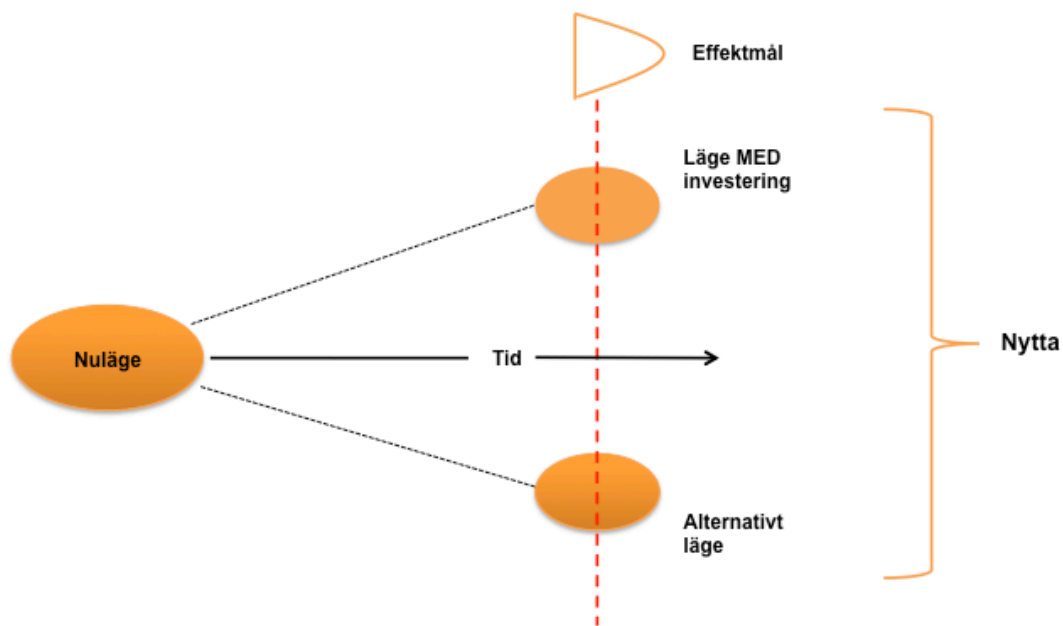 Effektmål
Läge MED
investering
Nuläge
Tid
Nytta
Alternativt
läge